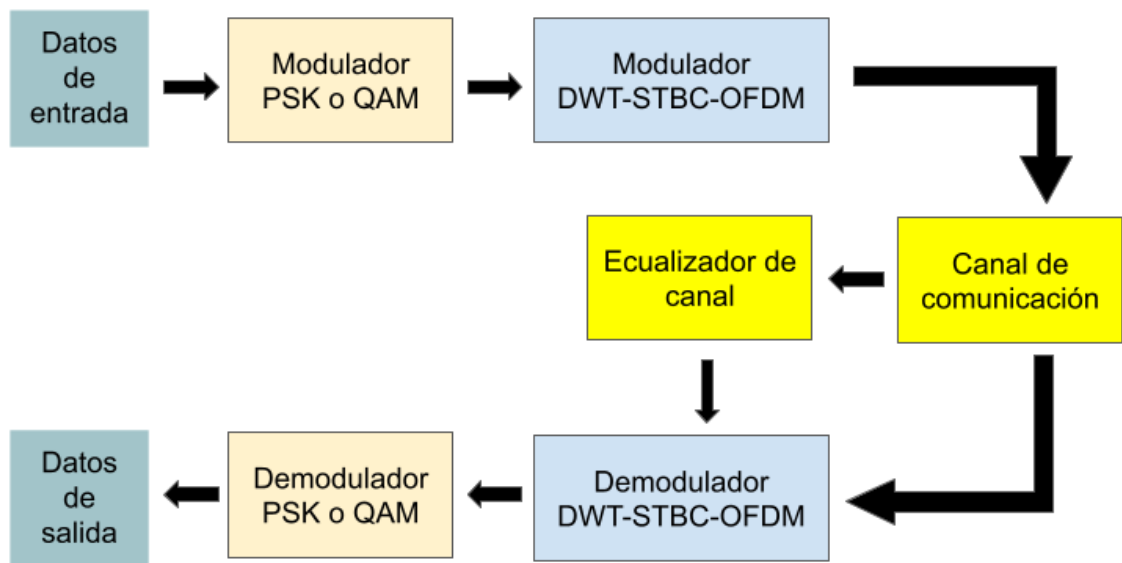 Datos
de
entrada
Modulador
PSK o QAM
Modulador
DWT-STBC-OFDM
Ecualizador de
canal
Canal de
comunicación
Datos
de
salida
Demodulador
PSK o QAM
Demodulador
DWT-STBC-OFDM